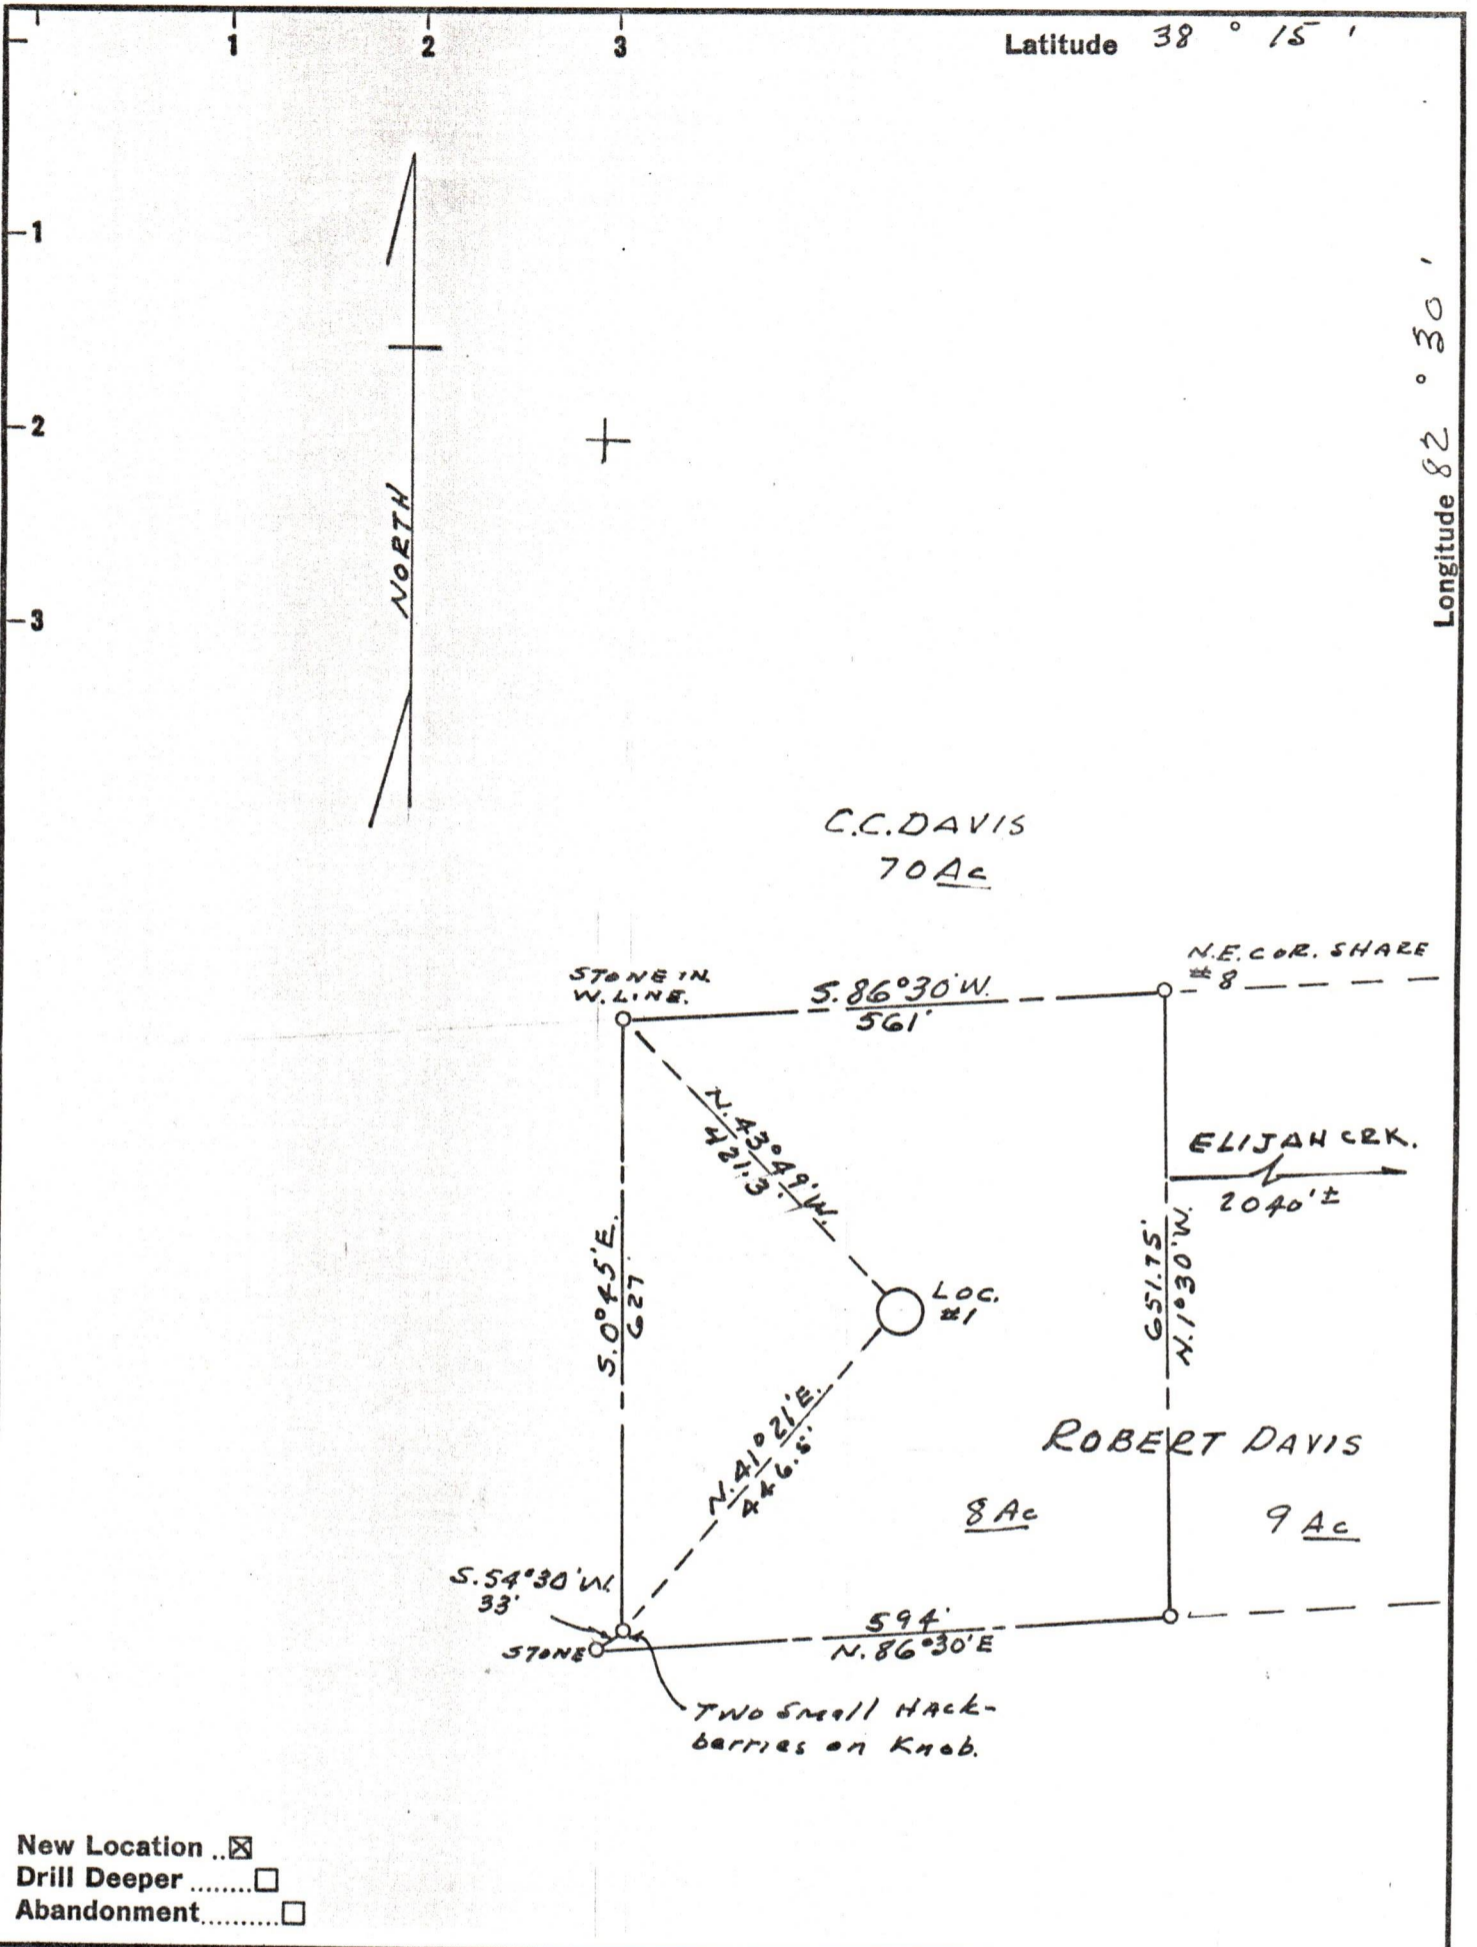 1 2 3
Latitude 38 ° 15 '
Longitude 82 ° 30 '
1
2
3
NORTH
C.C. DAVIS
70 Ac
STONE IN.
W. LINE.
S. 86°30' W.
561'
N.E. COR. SHARE
#8
N. 43°49' W.
421.3'
ELIJAH CRK.
2040' ±
S. 0°45' E.
627'
LOC.
#1
651.75'
N. 1°30' W.
N. 41°21' E.
446.5'
ROBERT DAVIS
8 Ac
9 Ac
S. 54°30' W.
33'
STONE
594'
N. 86°30' E
Two Small Hack-
berries on Knob.
New Location ..☒
Drill Deeper ........☐
Abandonment..........☐